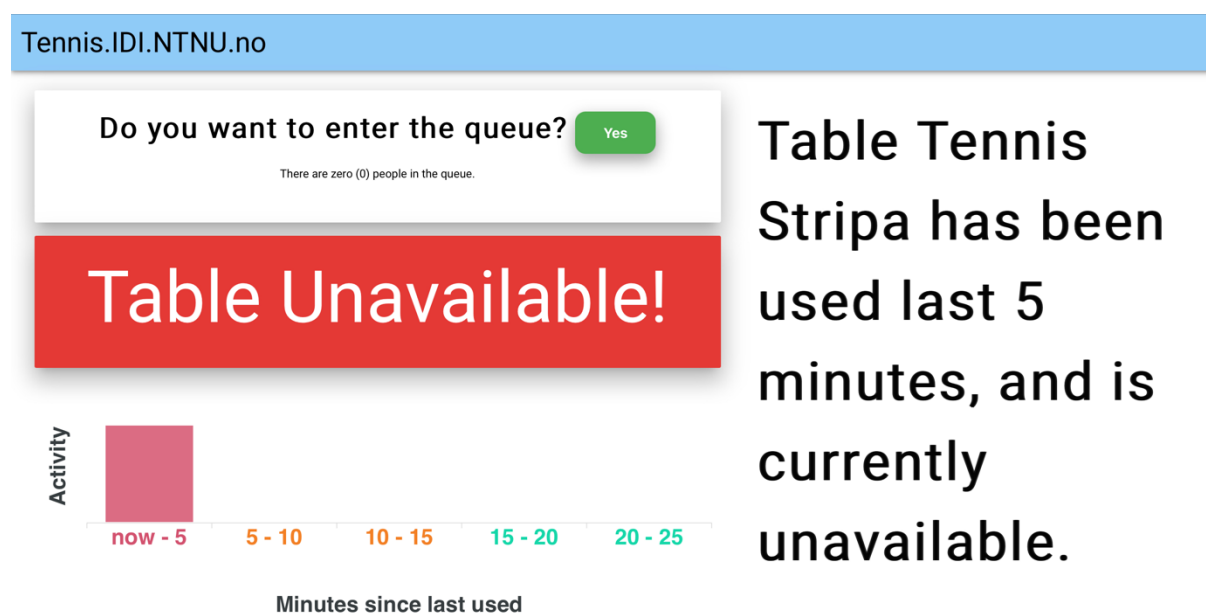 Tennis.IDI.NTNU.no
Do you want to enter the queue? Yes
There are zero (0) people in the queue.
Table Unavailable!
Activity
now - 5
5 - 10
10 - 15
15 - 20
20 - 25
Minutes since last used
Table Tennis
Stripa has been
used last 5
minutes, and is
currently
unavailable.